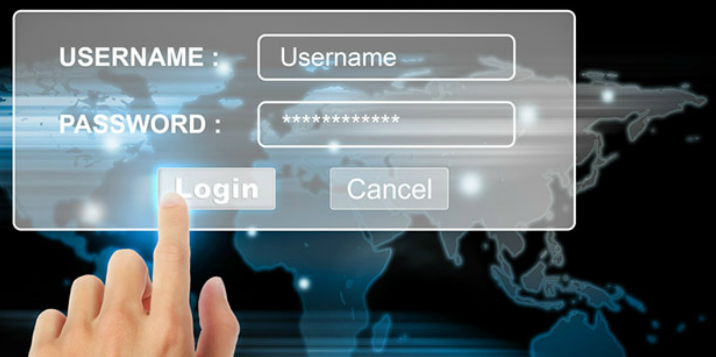 USERNAME : Username
PASSWORD : ************
Login Cancel